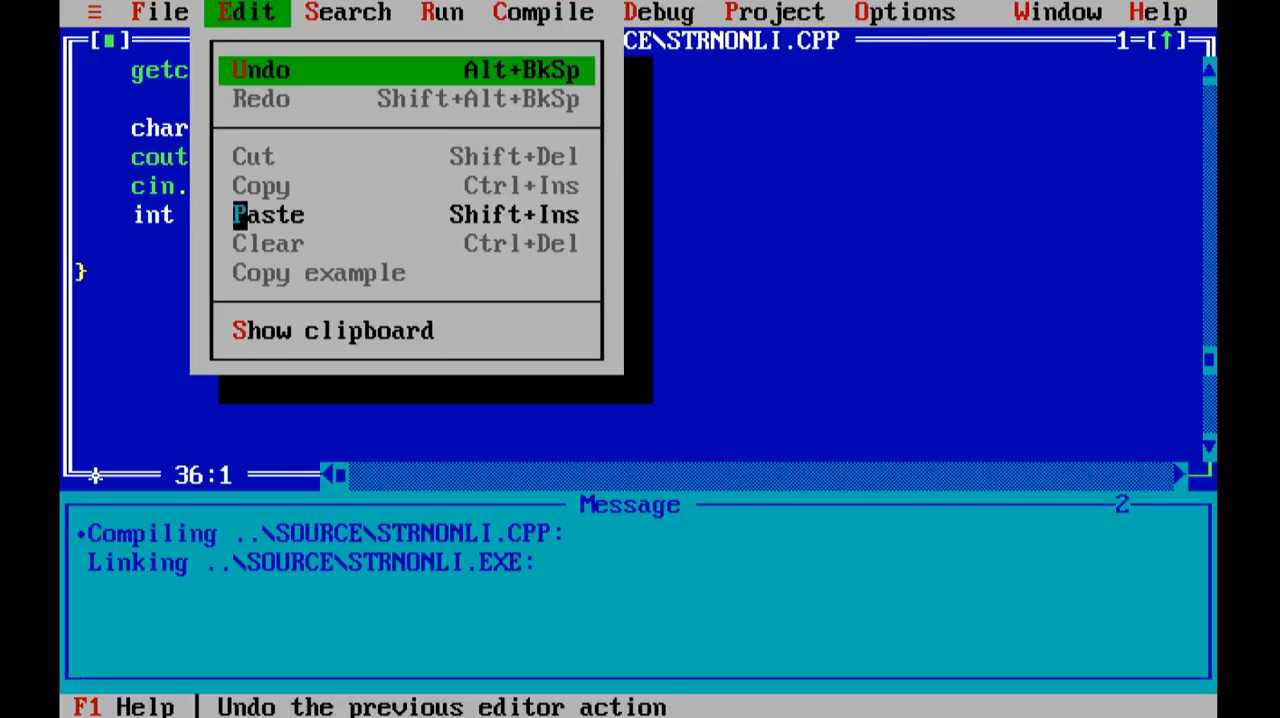 ≡ File Edit Search Run Compile Debug Project Options Window Help
[■] CE\STRNONLI.CPP 1=[↑]
getc
char
cout
cin.
int
}
Undo Alt+BkSp
Redo Shift+Alt+BkSp
Cut Shift+Del
Copy Ctrl+Ins
Paste Shift+Ins
Clear Ctrl+Del
Copy example
Show clipboard
36:1
Message 2
•Compiling ..\SOURCE\STRNONLI.CPP:
Linking ..\SOURCE\STRNONLI.EXE:
F1 Help | Undo the previous editor action